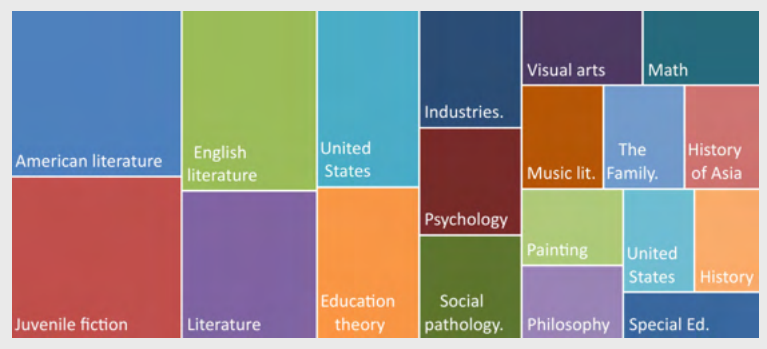 American literature
Juvenile fiction
English
literature
Literature
United
States
Education
theory
Industries.
Psychology
Social
pathology.
Visual arts
Math
Music lit.
The
Family.
History
of Asia
Painting
Philosophy
United
States
History
Special Ed.